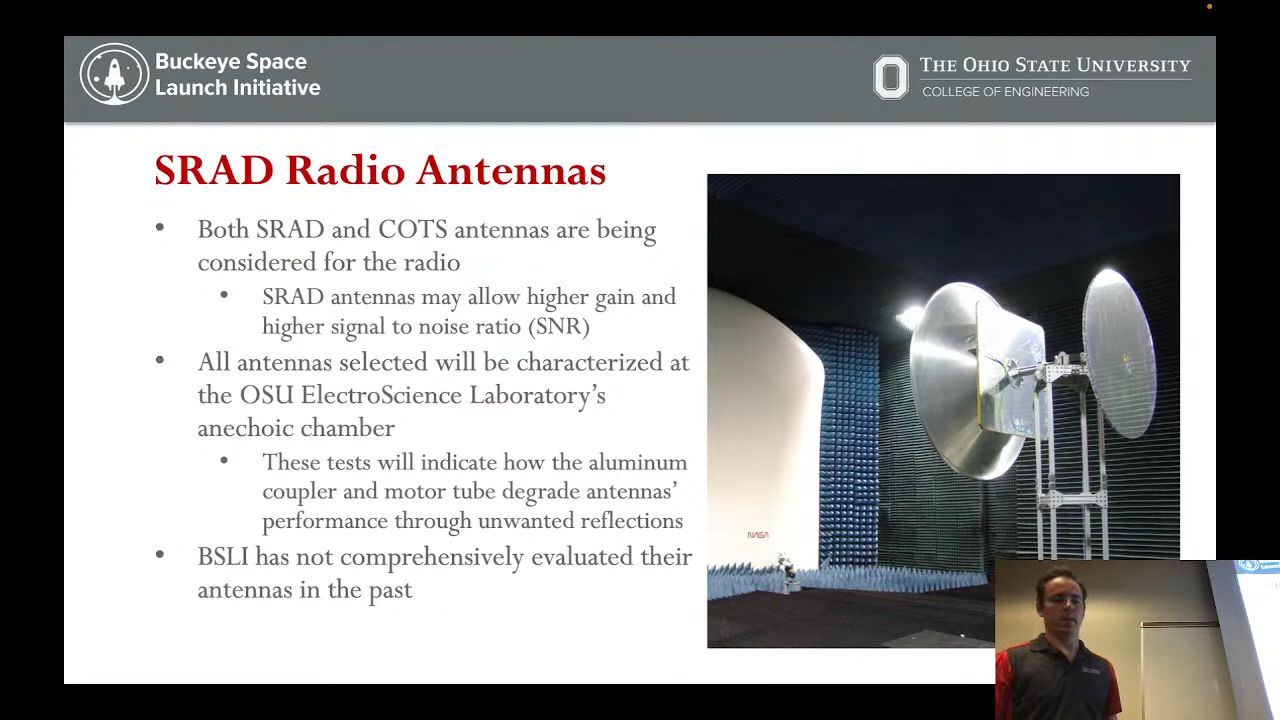 Buckeye Space
Launch Initiative
THE OHIO STATE UNIVERSITY
COLLEGE OF ENGINEERING
SRAD Radio Antennas
• Both SRAD and COTS antennas are being
considered for the radio
• SRAD antennas may allow higher gain and
higher signal to noise ratio (SNR)
• All antennas selected will be characterized at
the OSU ElectroScience Laboratory’s
anechoic chamber
• These tests will indicate how the aluminum
coupler and motor tube degrade antennas’
performance through unwanted reflections
• BSLI has not comprehensively evaluated their
antennas in the past
NASA